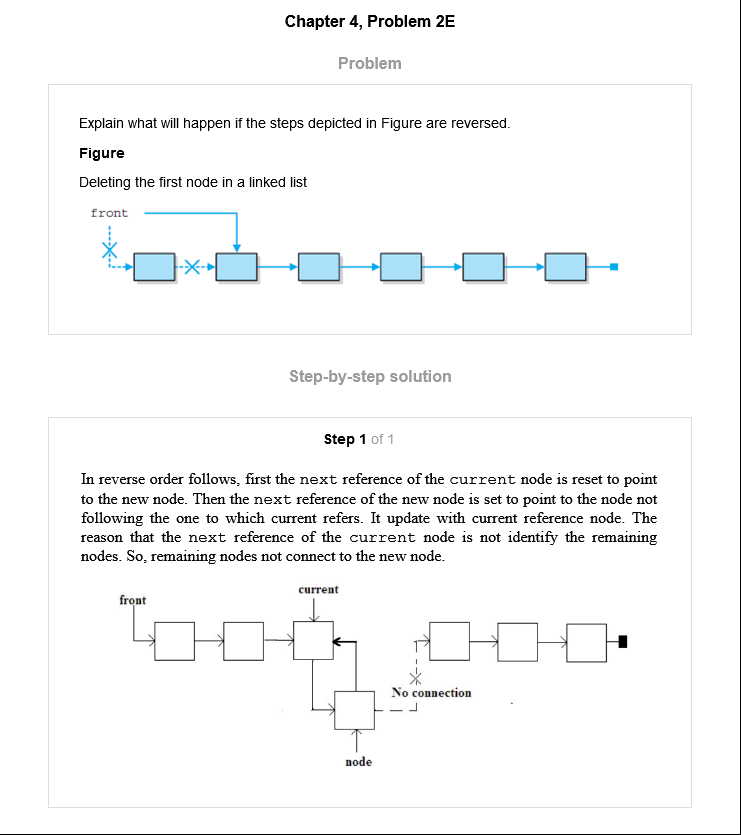 Chapter 4, Problem 2E
Problem
Explain what will happen if the steps depicted in Figure are reversed.
Figure
Deleting the first node in a linked list
front
Step-by-step solution
Step 1 of 1
In reverse order follows, first the next reference of the current node is reset to point
to the new node. Then the next reference of the new node is set to point to the node not
following the one to which current refers. It update with current reference node. The
reason that the next reference of the current node is not identify the remaining
nodes. So, remaining nodes not connect to the new node.
current
front
No connection
node